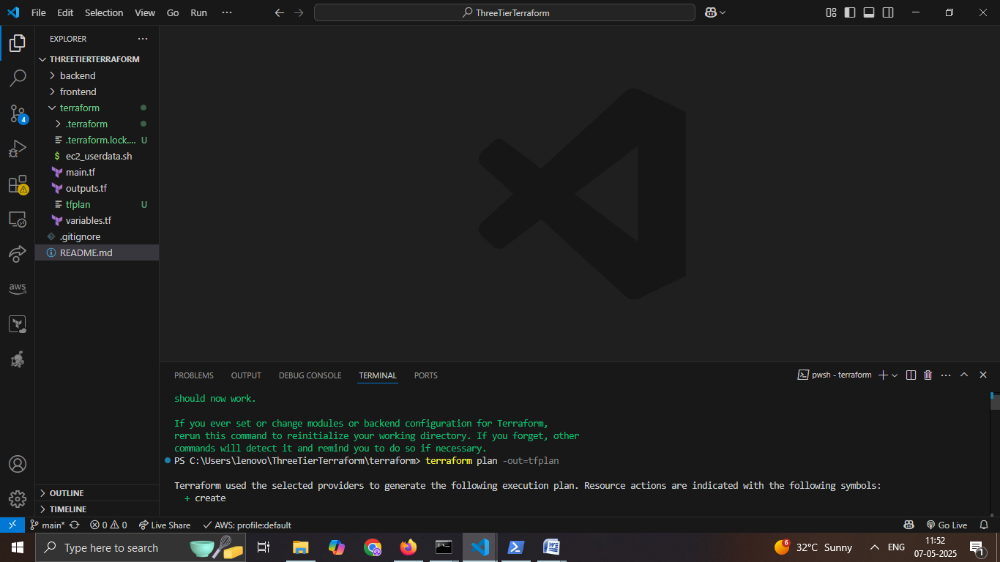 File Edit Selection View Go Run ···
ThreeTierTerraform
EXPLORER ···
THREETIERTERRAFORM
backend
frontend
terraform
.terraform
.terraform.lock.... U
$ ec2_userdata.sh
main.tf
outputs.tf
tfplan U
variables.tf
.gitignore
README.md
4
aws
OUTLINE
TIMELINE
PROBLEMS OUTPUT DEBUG CONSOLE TERMINAL PORTS
pwsh - terraform
should now work.
If you ever set or change modules or backend configuration for Terraform,
rerun this command to reinitialize your working directory. If you forget, other
commands will detect it and remind you to do so if necessary.
PS C:\Users\lenovo\ThreeTierTerraform\terraform> terraform plan -out=tfplan
Terraform used the selected providers to generate the following execution plan. Resource actions are indicated with the following symbols:
+ create
main* 0 0 Live Share AWS: profile:default Go Live
Type here to search
6 32°C Sunny ENG
11:52
07-05-2025
1